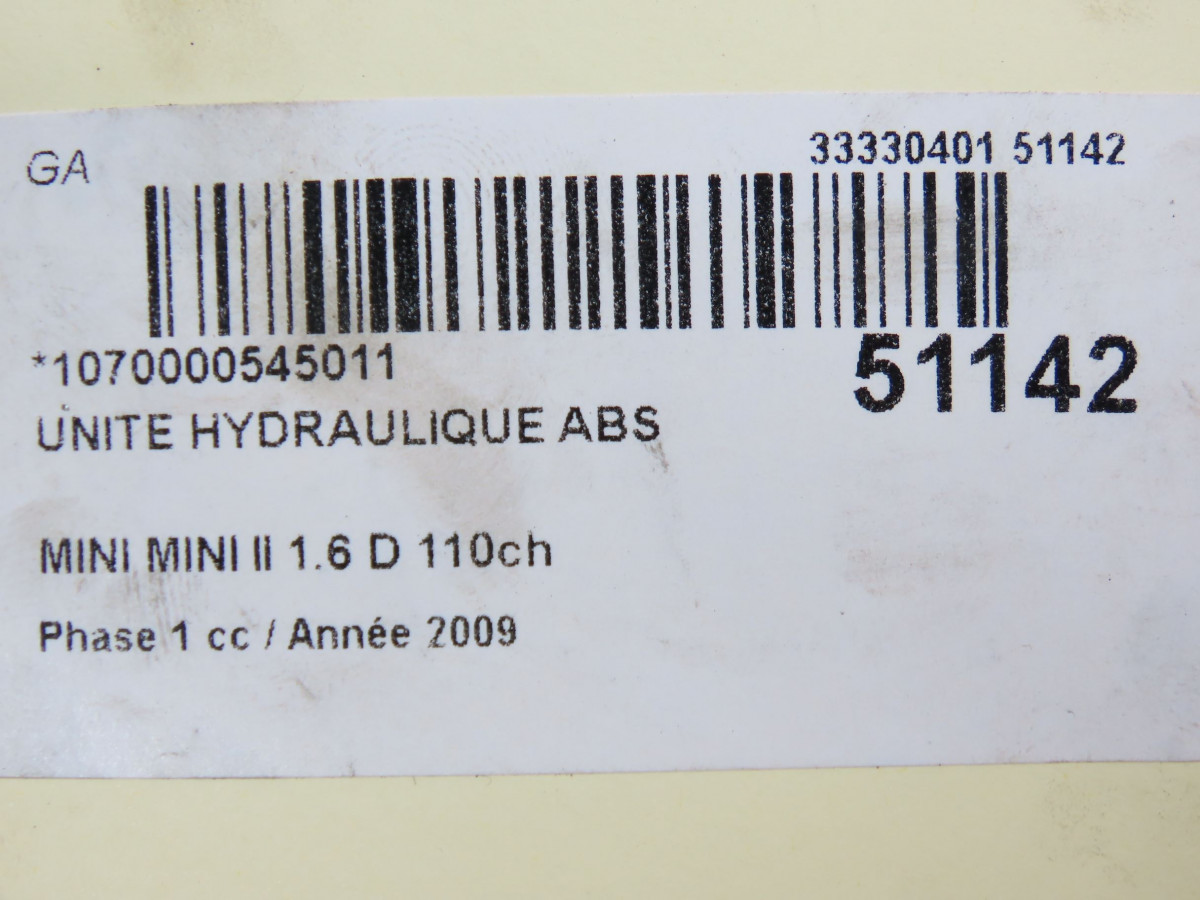 GA
33330401 51142
*1070000545011
51142
UNITE HYDRAULIQUE ABS
MINI MINI II 1.6 D 110ch
Phase 1 cc / Année 2009